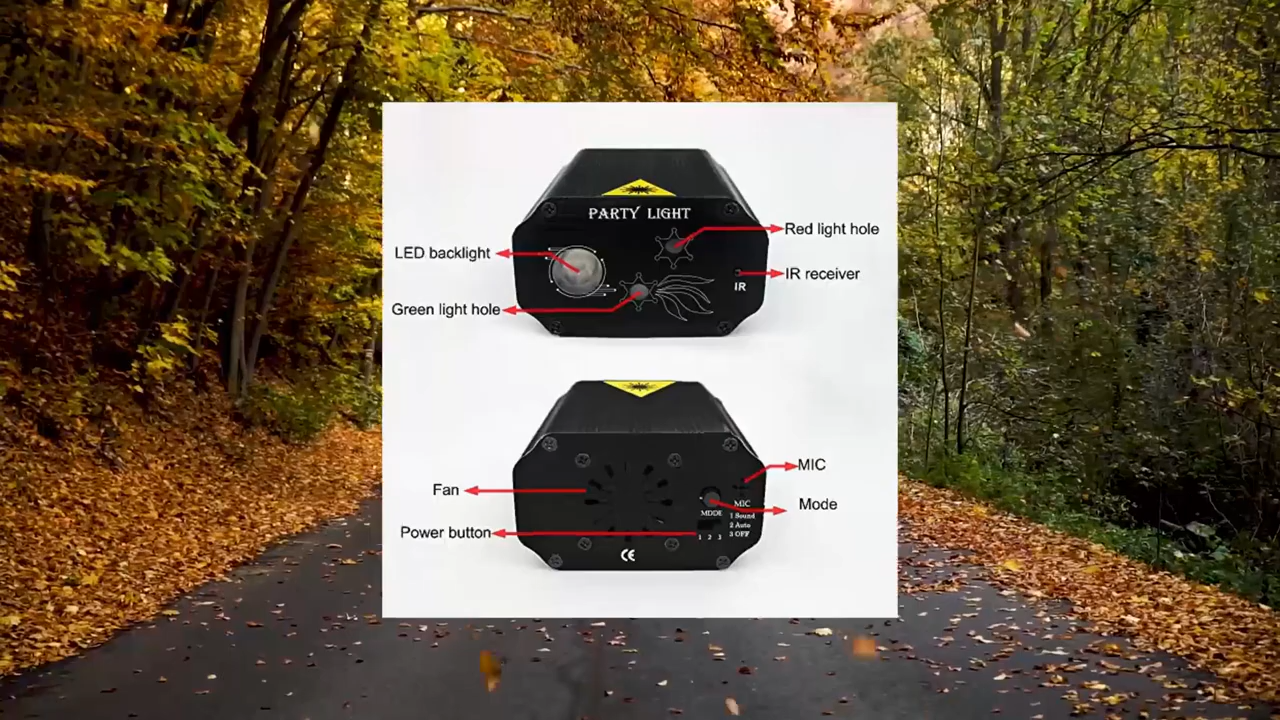 PARTY LIGHT
Red light hole
LED backlight
IR receiver
IR
Green light hole
MIC
Fan
Mode
MIC
MODE
1 Sound
2 Auto
Power button
1 2 3
3 OFF
CE